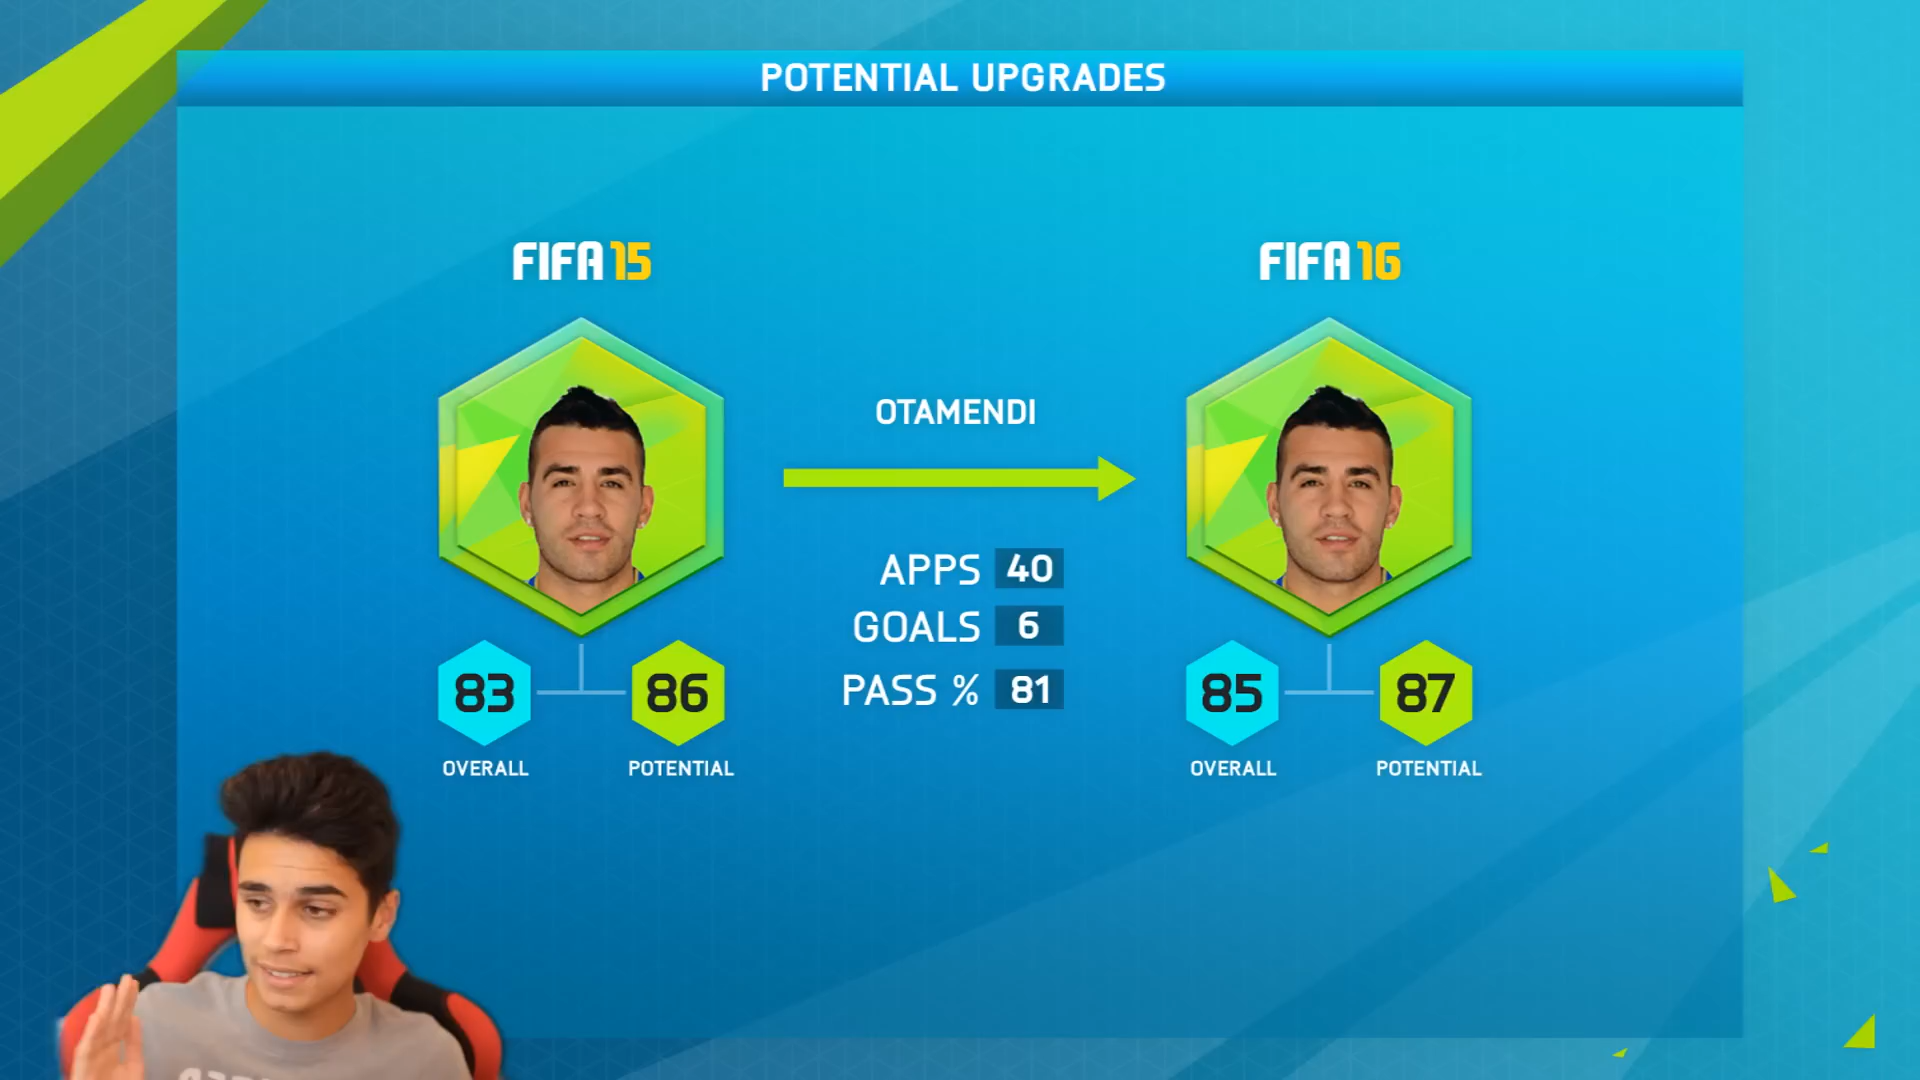 POTENTIAL UPGRADES
FIFA 15
FIFA 16
OTAMENDI
APPS 40
GOALS 6
PASS % 81
83
86
85
87
OVERALL
POTENTIAL
OVERALL
POTENTIAL